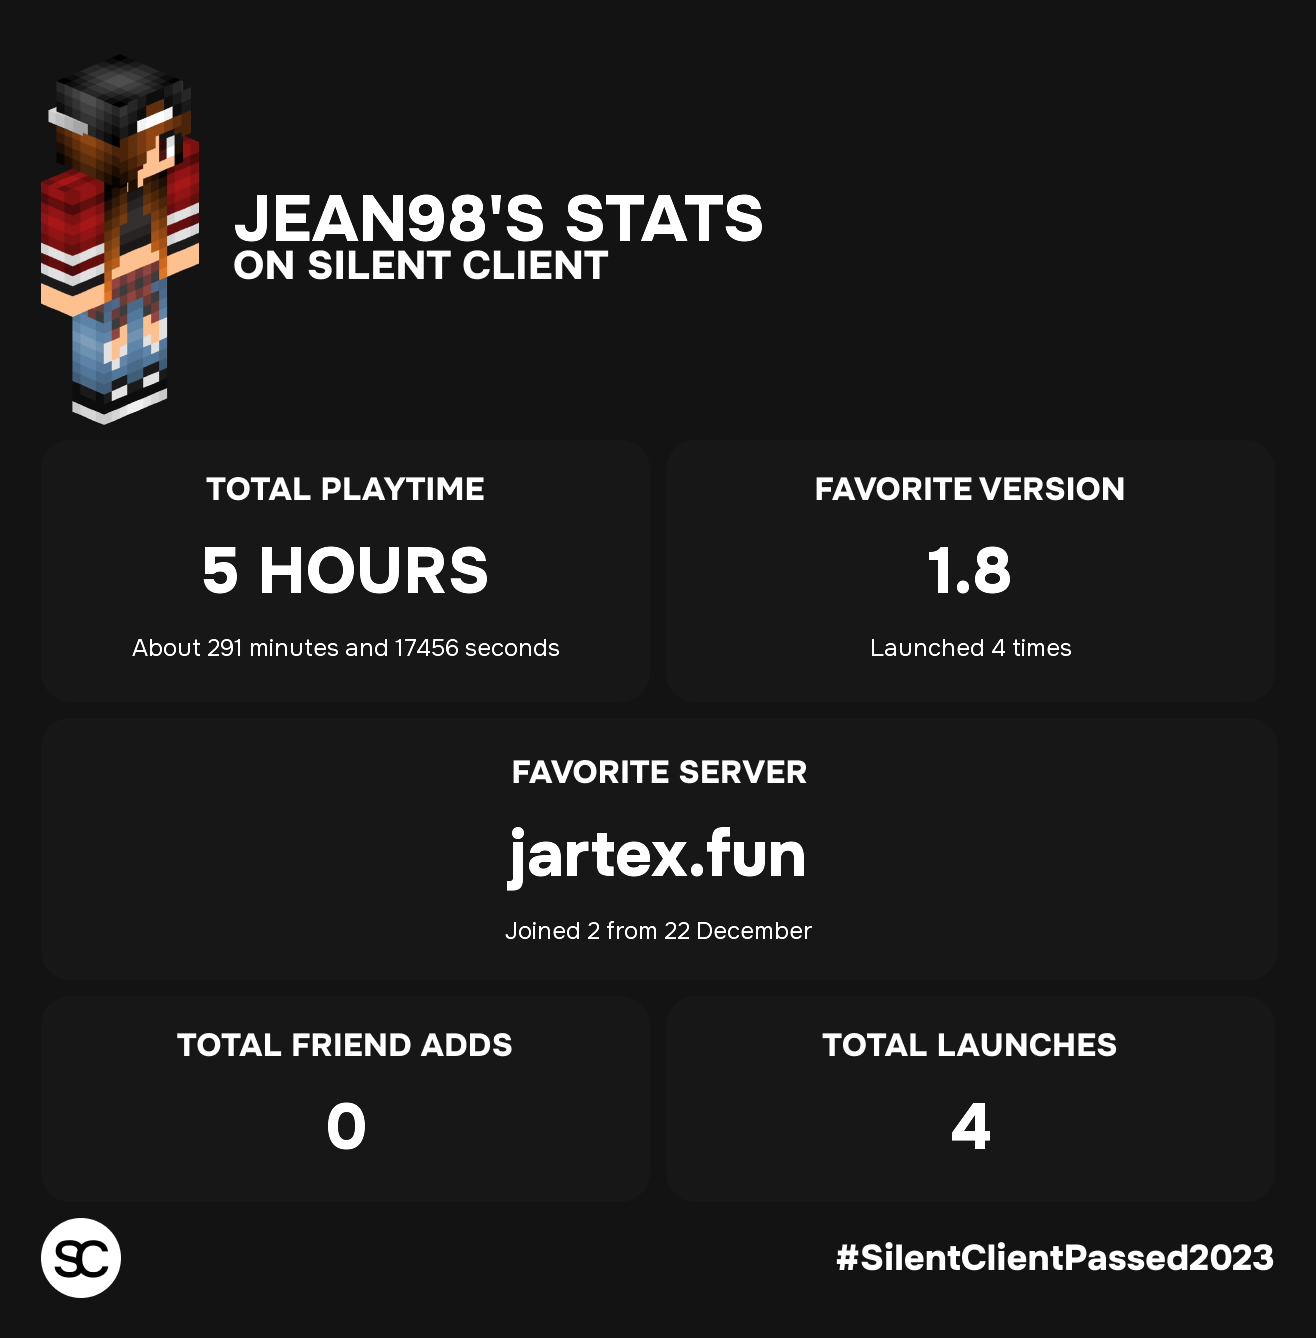 JEAN98'S STATS
ON SILENT CLIENT
TOTAL PLAYTIME
5 HOURS
About 291 minutes and 17456 seconds
FAVORITE VERSION
1.8
Launched 4 times
FAVORITE SERVER
jartex.fun
Joined 2 from 22 December
TOTAL FRIEND ADDS
0
TOTAL LAUNCHES
4
SC
#SilentClientPassed2023